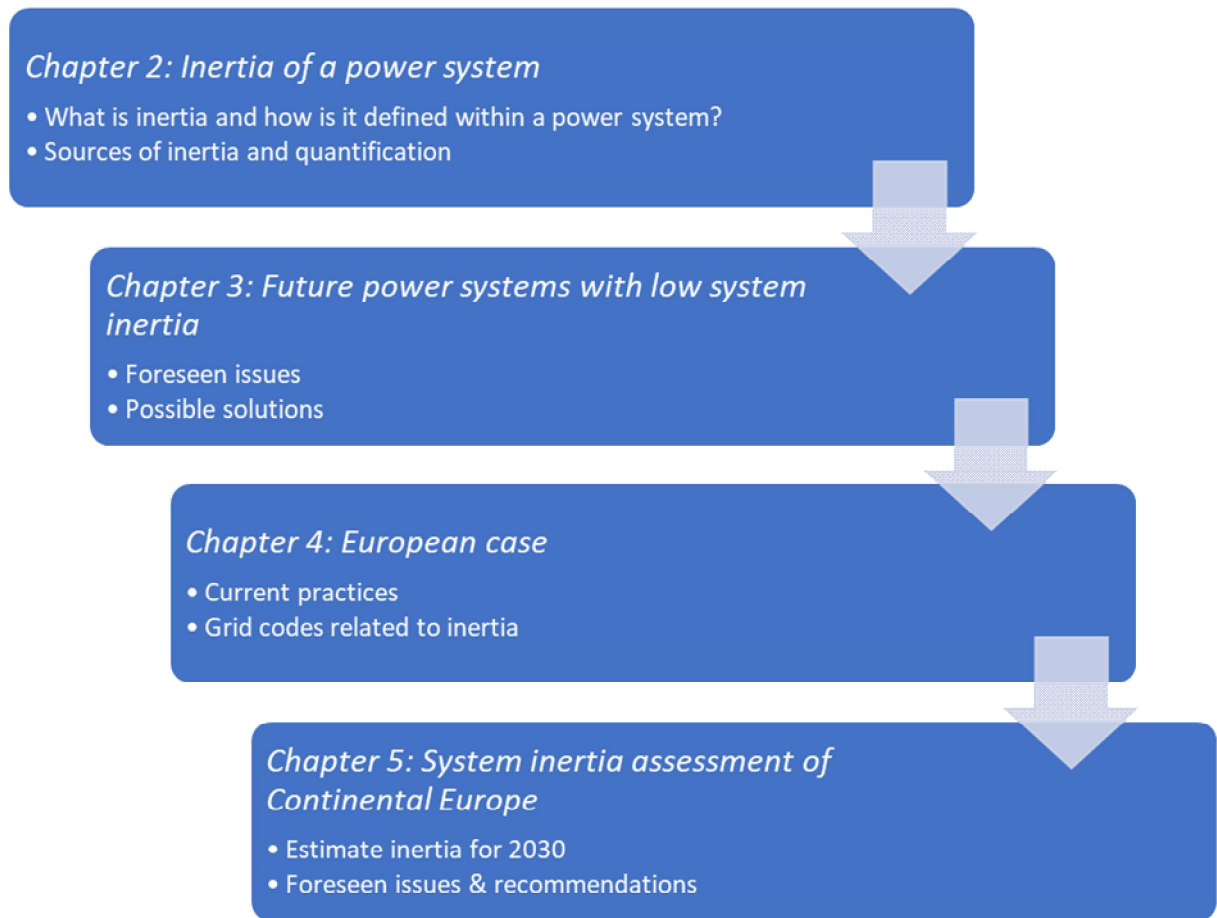 Chapter 2: Inertia of a power system
• What is inertia and how is it defined within a power system?
• Sources of inertia and quantification
Chapter 3: Future power systems with low system
inertia
• Foreseen issues
• Possible solutions
Chapter 4: European case
• Current practices
• Grid codes related to inertia
Chapter 5: System inertia assessment of
Continental Europe
• Estimate inertia for 2030
• Foreseen issues & recommendations